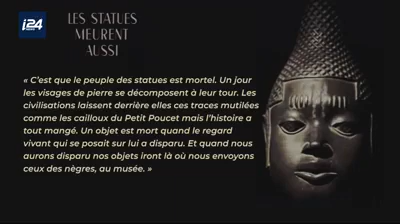 i24
LES STATUES
MEURENT
AUSSI
« C'est que le peuple des statues est mortel. Un jour
les visages de pierre se décomposent à leur tour. Les
civilisations laissent derrière elles ces traces mutilées
comme les cailloux du Petit Poucet mais l'histoire a
tout mangé. Un objet est mort quand le regard
vivant qui se posait sur lui a disparu. Et quand nous
aurons disparu nos objets iront là où nous envoyons
ceux des nègres, au musée. »